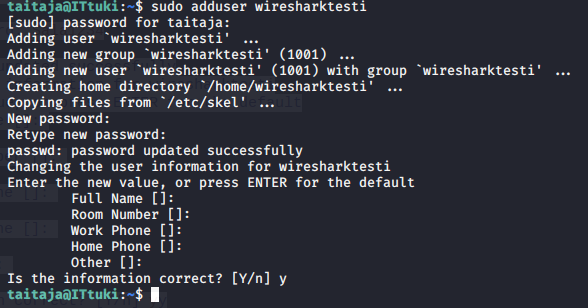 taitaja@ITtuki:~$ sudo adduser wiresharktesti
[sudo] password for taitaja:
Adding user `wiresharktesti' ...
Adding new group `wiresharktesti' (1001) ...
Adding new user `wiresharktesti' (1001) with group `wiresharktesti' ...
Creating home directory `/home/wiresharktesti' ...
Copying files from `/etc/skel' ...
New password:
Retype new password:
passwd: password updated successfully
Changing the user information for wiresharktesti
Enter the new value, or press ENTER for the default
Full Name []:
Room Number []:
Work Phone []:
Home Phone []:
Other []:
Is the information correct? [Y/n] y
taitaja@ITtuki:~$